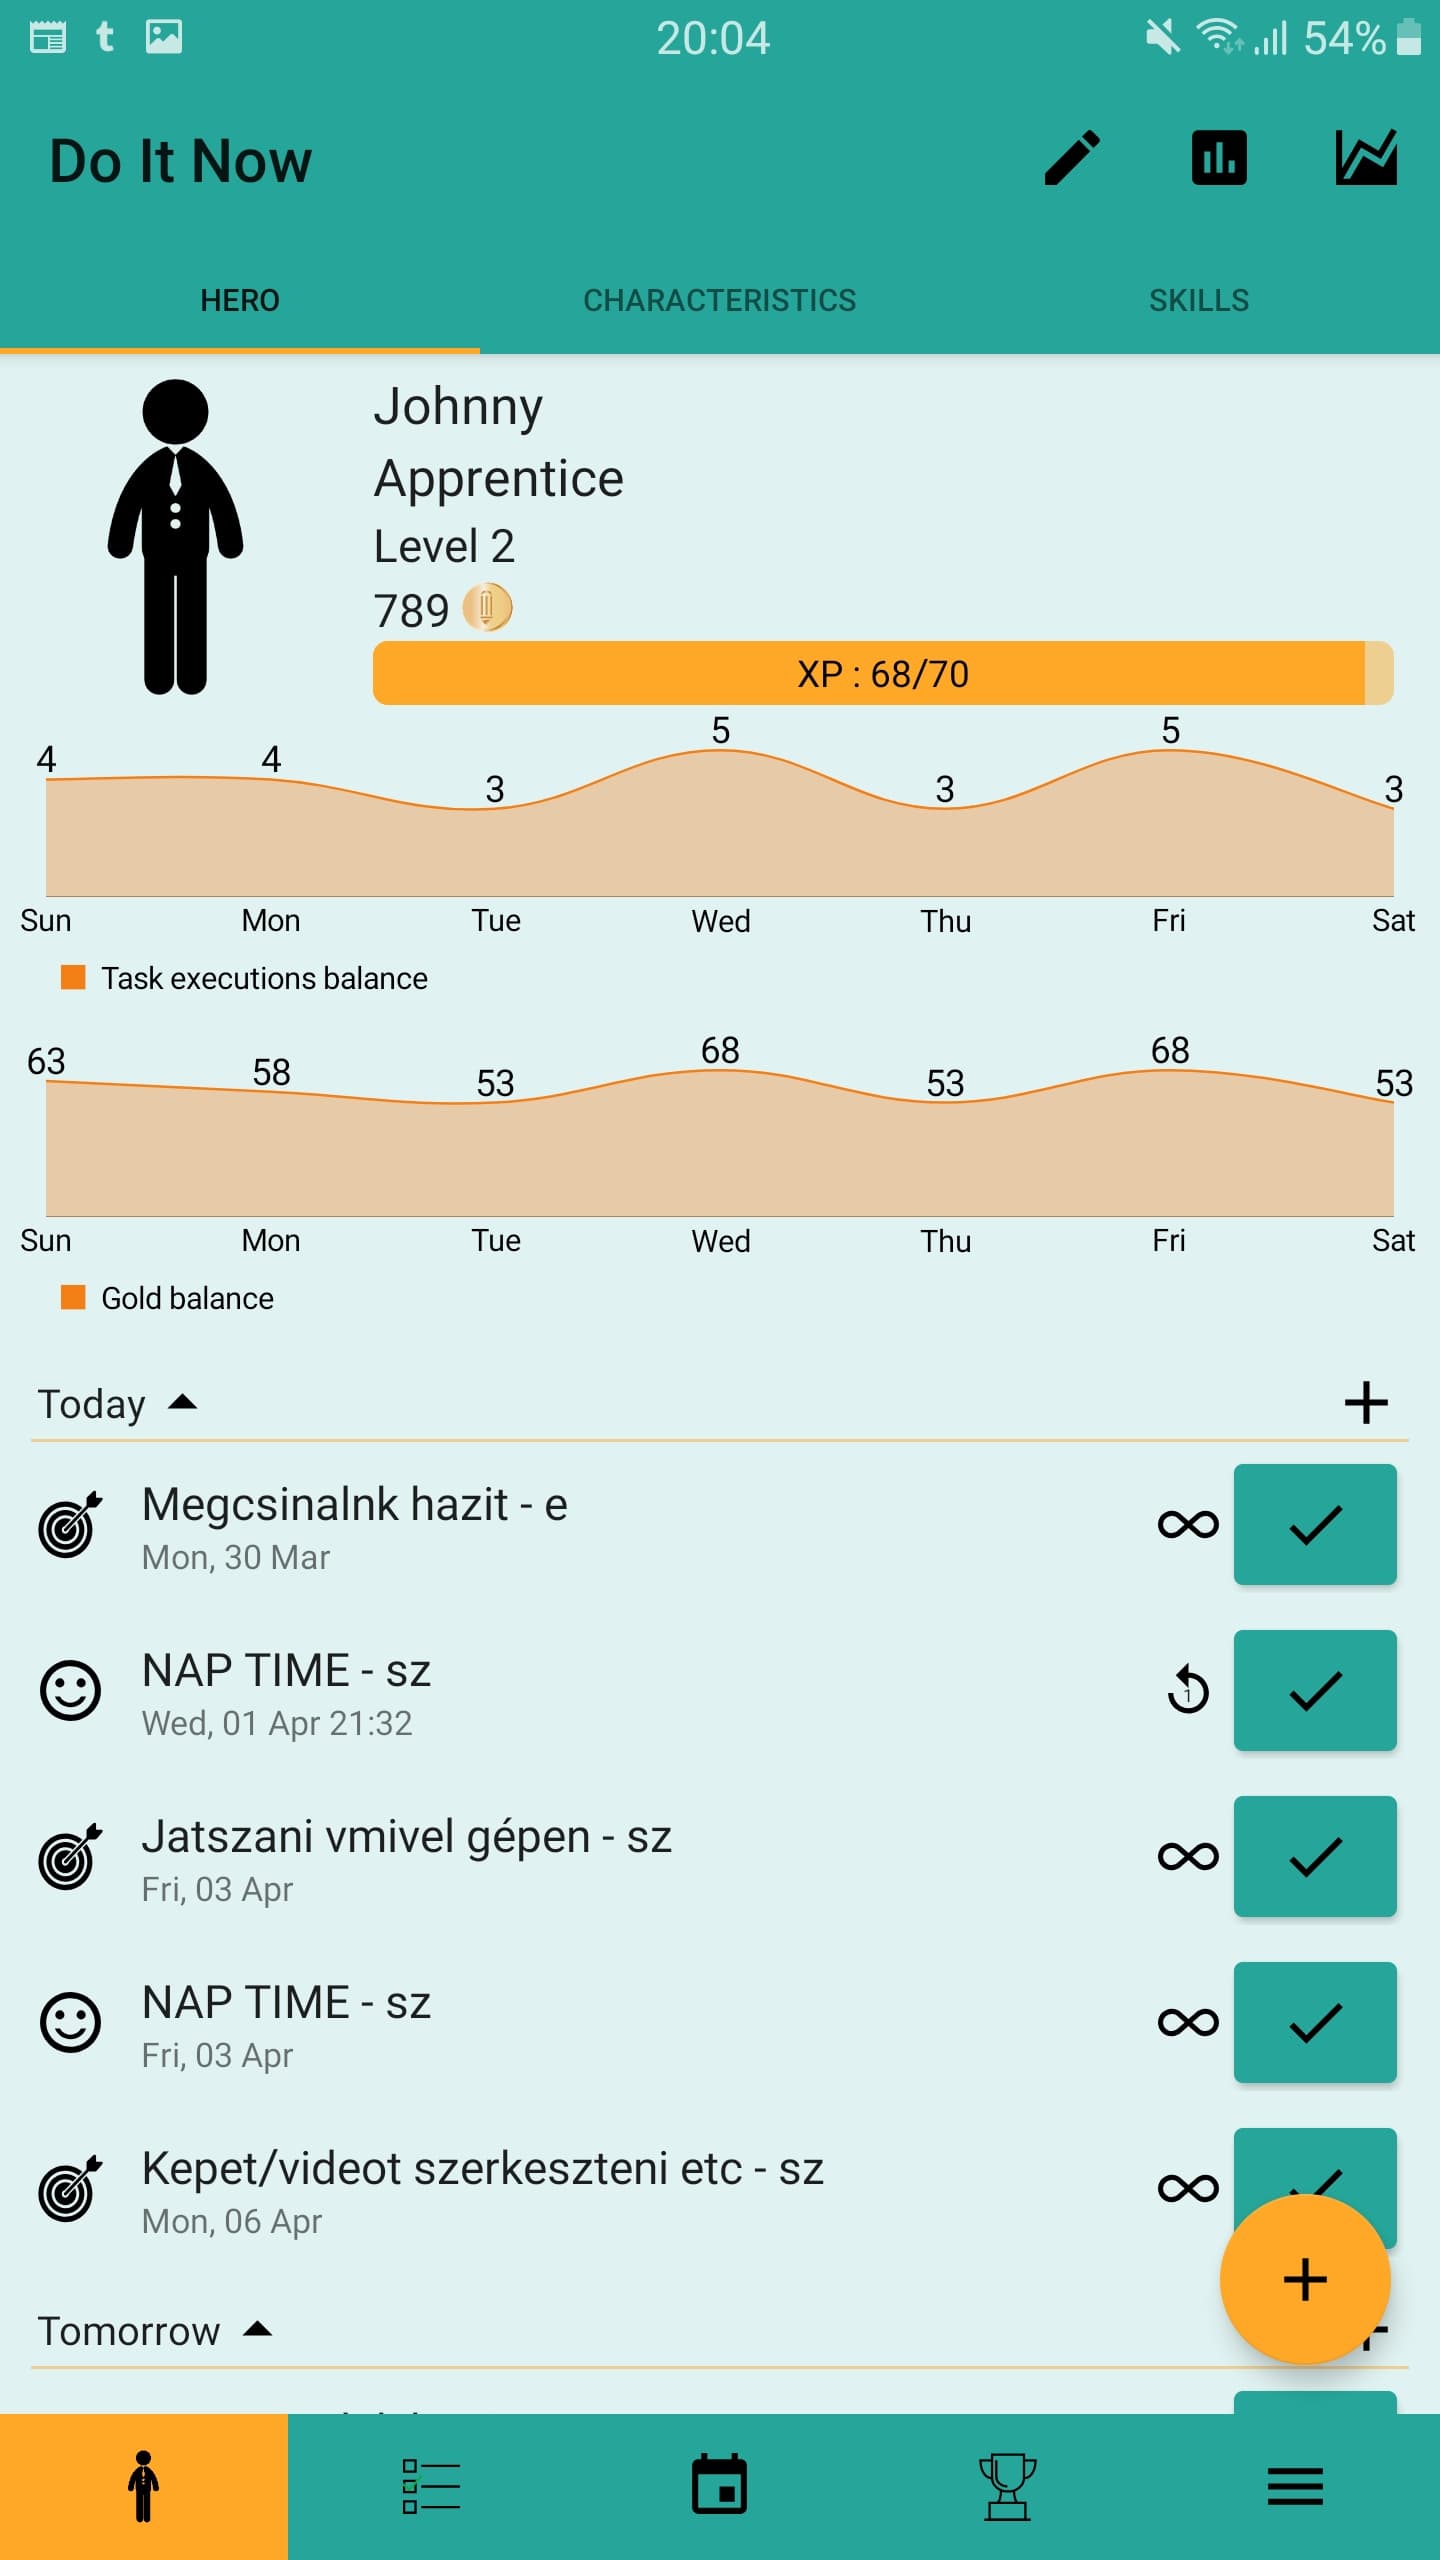 20:04
54%
Do It Now
HERO CHARACTERISTICS SKILLS
Johnny
Apprentice
Level 2
789
XP : 68/70
4 4 3 5 3 5 3
Sun Mon Tue Wed Thu Fri Sat
Task executions balance
63 58 53 68 53 68 53
Sun Mon Tue Wed Thu Fri Sat
Gold balance
Today
Megcsinalnk hazit - e
Mon, 30 Mar
NAP TIME - sz
Wed, 01 Apr 21:32
1
Jatszani vmivel gépen - sz
Fri, 03 Apr
NAP TIME - sz
Fri, 03 Apr
Kepet/videot szerkeszteni etc - sz
Mon, 06 Apr
Tomorrow